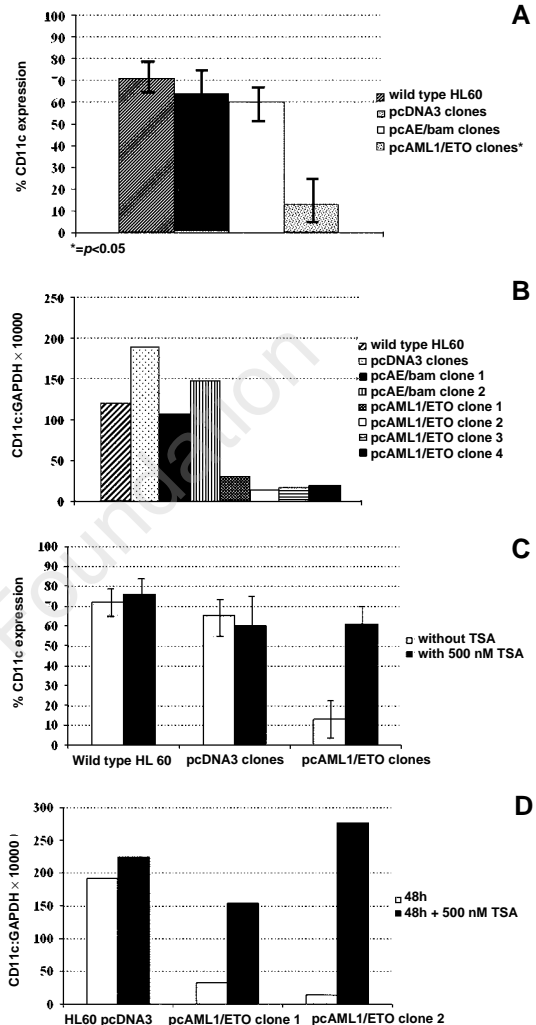 A
100
90
80
70
60
50
40
30
20
10
0
% CD11c expression
wild type HL60
pcDNA3 clones
pcAE/bam clones
pcAML1/ETO clones*
*=p<0.05
B
250
200
150
100
50
0
CD11c:GAPDH × 10000
wild type HL60
pcDNA3 clones
pcAE/bam clone 1
pcAE/bam clone 2
pcAML1/ETO clone 1
pcAML1/ETO clone 2
pcAML1/ETO clone 3
pcAML1/ETO clone 4
Foundation
C
100
90
80
70
60
50
40
30
20
10
0
% CD11c expression
without TSA
with 500 nM TSA
Wild type HL 60 pcDNA3 clones pcAML1/ETO clones
D
300
250
200
150
100
50
0
CD11c:GAPDH × 10000 )
48h
48h + 500 nM TSA
HL60 pcDNA3 pcAML1/ETO clone 1 pcAML1/ETO clone 2